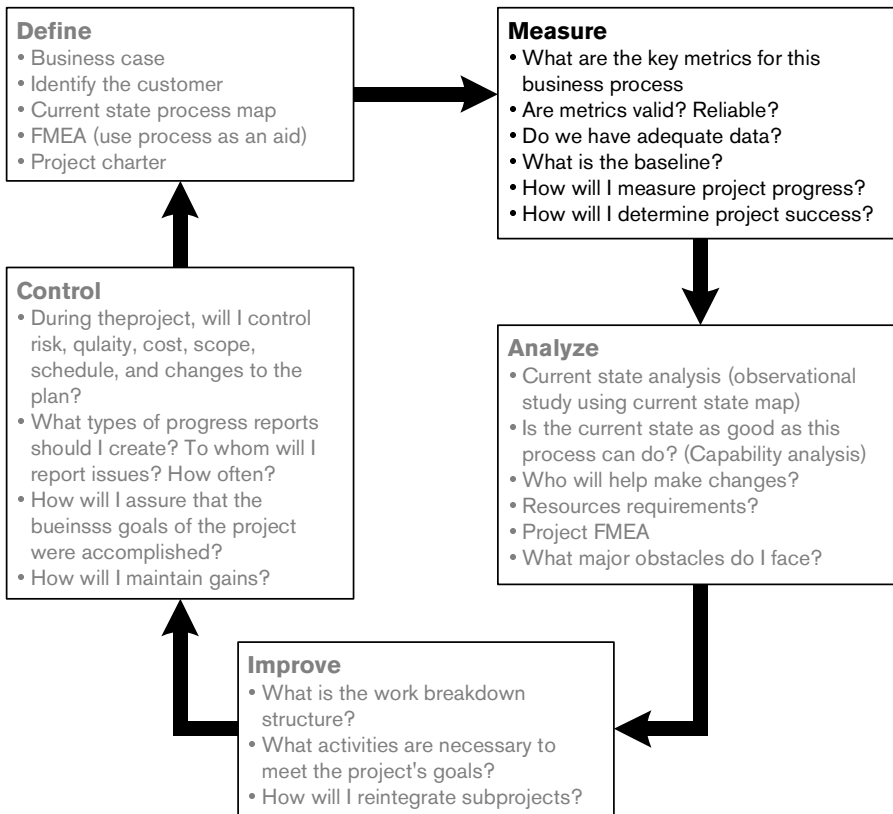 Define
• Business case
• Identify the customer
• Current state process map
• FMEA (use process as an aid)
• Project charter
Measure
• What are the key metrics for this
business process
• Are metrics valid? Reliable?
• Do we have adequate data?
• What is the baseline?
• How will I measure project progress?
• How will I determine project success?
Analyze
• Current state analysis (observational
study using current state map)
• Is the current state as good as this
process can do? (Capability analysis)
• Who will help make changes?
• Resources requirements?
• Project FMEA
• What major obstacles do I face?
Improve
• What is the work breakdown
structure?
• What activities are necessary to
meet the project's goals?
• How will I reintegrate subprojects?
Control
• During theproject, will I control
risk, qulaity, cost, scope,
schedule, and changes to the
plan?
• What types of progress reports
should I create? To whom will I
report issues? How often?
• How will I assure that the
bueinsss goals of the project
were accomplished?
• How will I maintain gains?